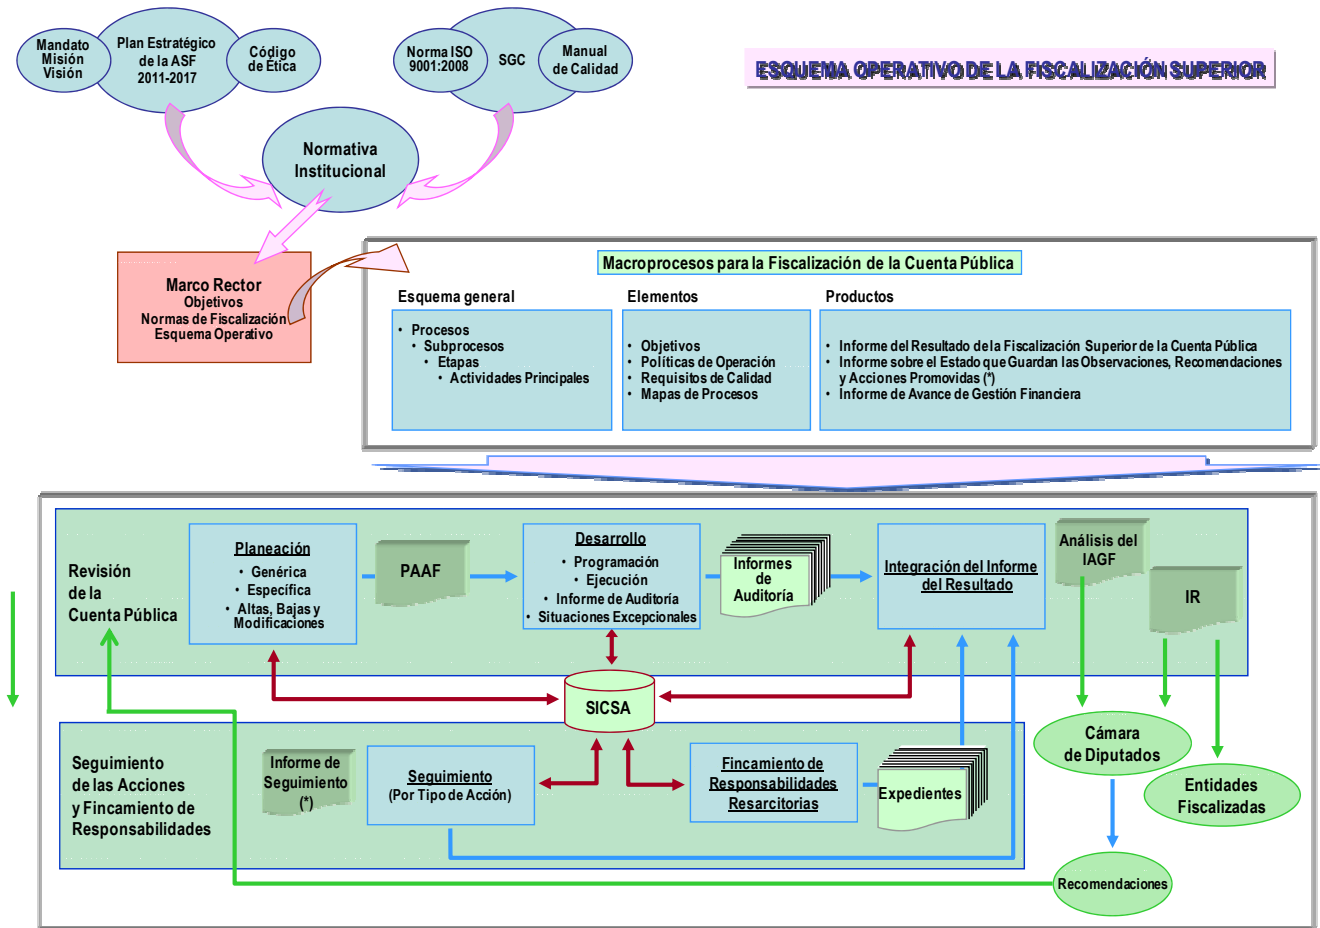 Mandato
Misión
Visión
Plan Estratégico
de la ASF
2011-2017
Código
de Ética
Norma ISO
9001:2008
SGC
Manual
de Calidad
ESQUEMA OPERATIVO DE LA FISCALIZACIÓN SUPERIOR
Normativa
Institucional
Marco Rector
Objetivos
Normas de Fiscalización
Esquema Operativo
Macroprocesos para la Fiscalización de la Cuenta Pública
Esquema general
• Procesos
• Subprocesos
• Etapas
• Actividades Principales
Elementos
• Objetivos
• Políticas de Operación
• Requisitos de Calidad
• Mapas de Procesos
Productos
• Informe del Resultado de la Fiscalización Superior de la Cuenta Pública
• Informe sobre el Estado que Guardan las Observaciones, Recomendaciones
y Acciones Promovidas (*)
• Informe de Avance de Gestión Financiera
Revisión
de la
Cuenta Pública
Planeación
• Genérica
• Específica
• Altas, Bajas y
Modificaciones
PAAF
Desarrollo
• Programación
• Ejecución
• Informe de Auditoría
• Situaciones Excepcionales
Informes
de
Auditoría
Integración del Informe
del Resultado
Análisis del
IAGF
IR
SICSA
Seguimiento
de las Acciones
y Fincamiento de
Responsabilidades
Informe de
Seguimiento
(*)
Seguimiento
(Por Tipo de Acción)
Fincamiento de
Responsabilidades
Resarcitorias
Expedientes
Cámara
de Diputados
Entidades
Fiscalizadas
Recomendaciones